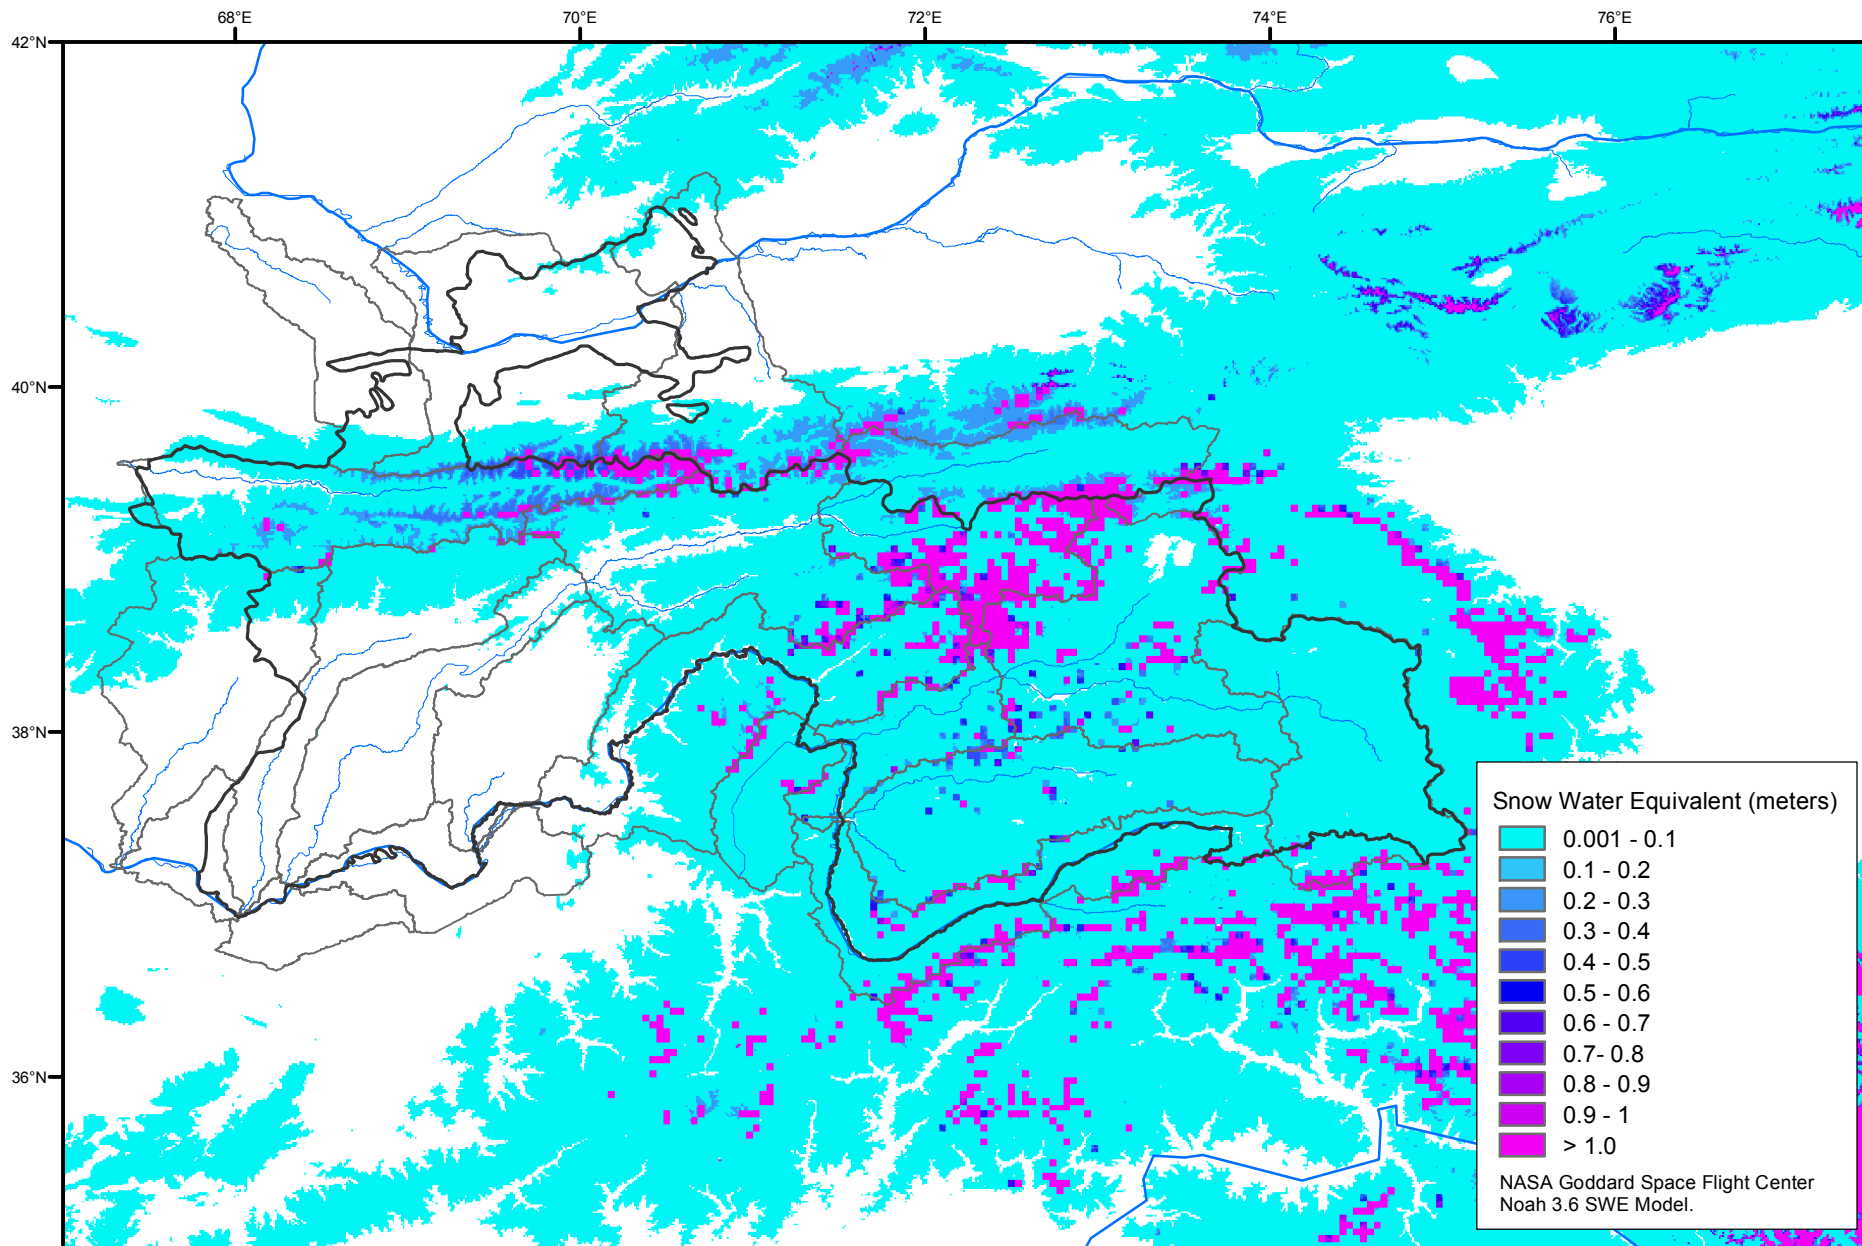 68°E
70°E
72°E
74°E
76°E
42°N
40°N
38°N
36°N
Snow Water Equivalent (meters)
0.001 - 0.1
0.1 - 0.2
0.2 - 0.3
0.3 - 0.4
0.4 - 0.5
0.5 - 0.6
0.6 - 0.7
0.7- 0.8
0.8 - 0.9
0.9 - 1
> 1.0
NASA Goddard Space Flight Center
Noah 3.6 SWE Model.